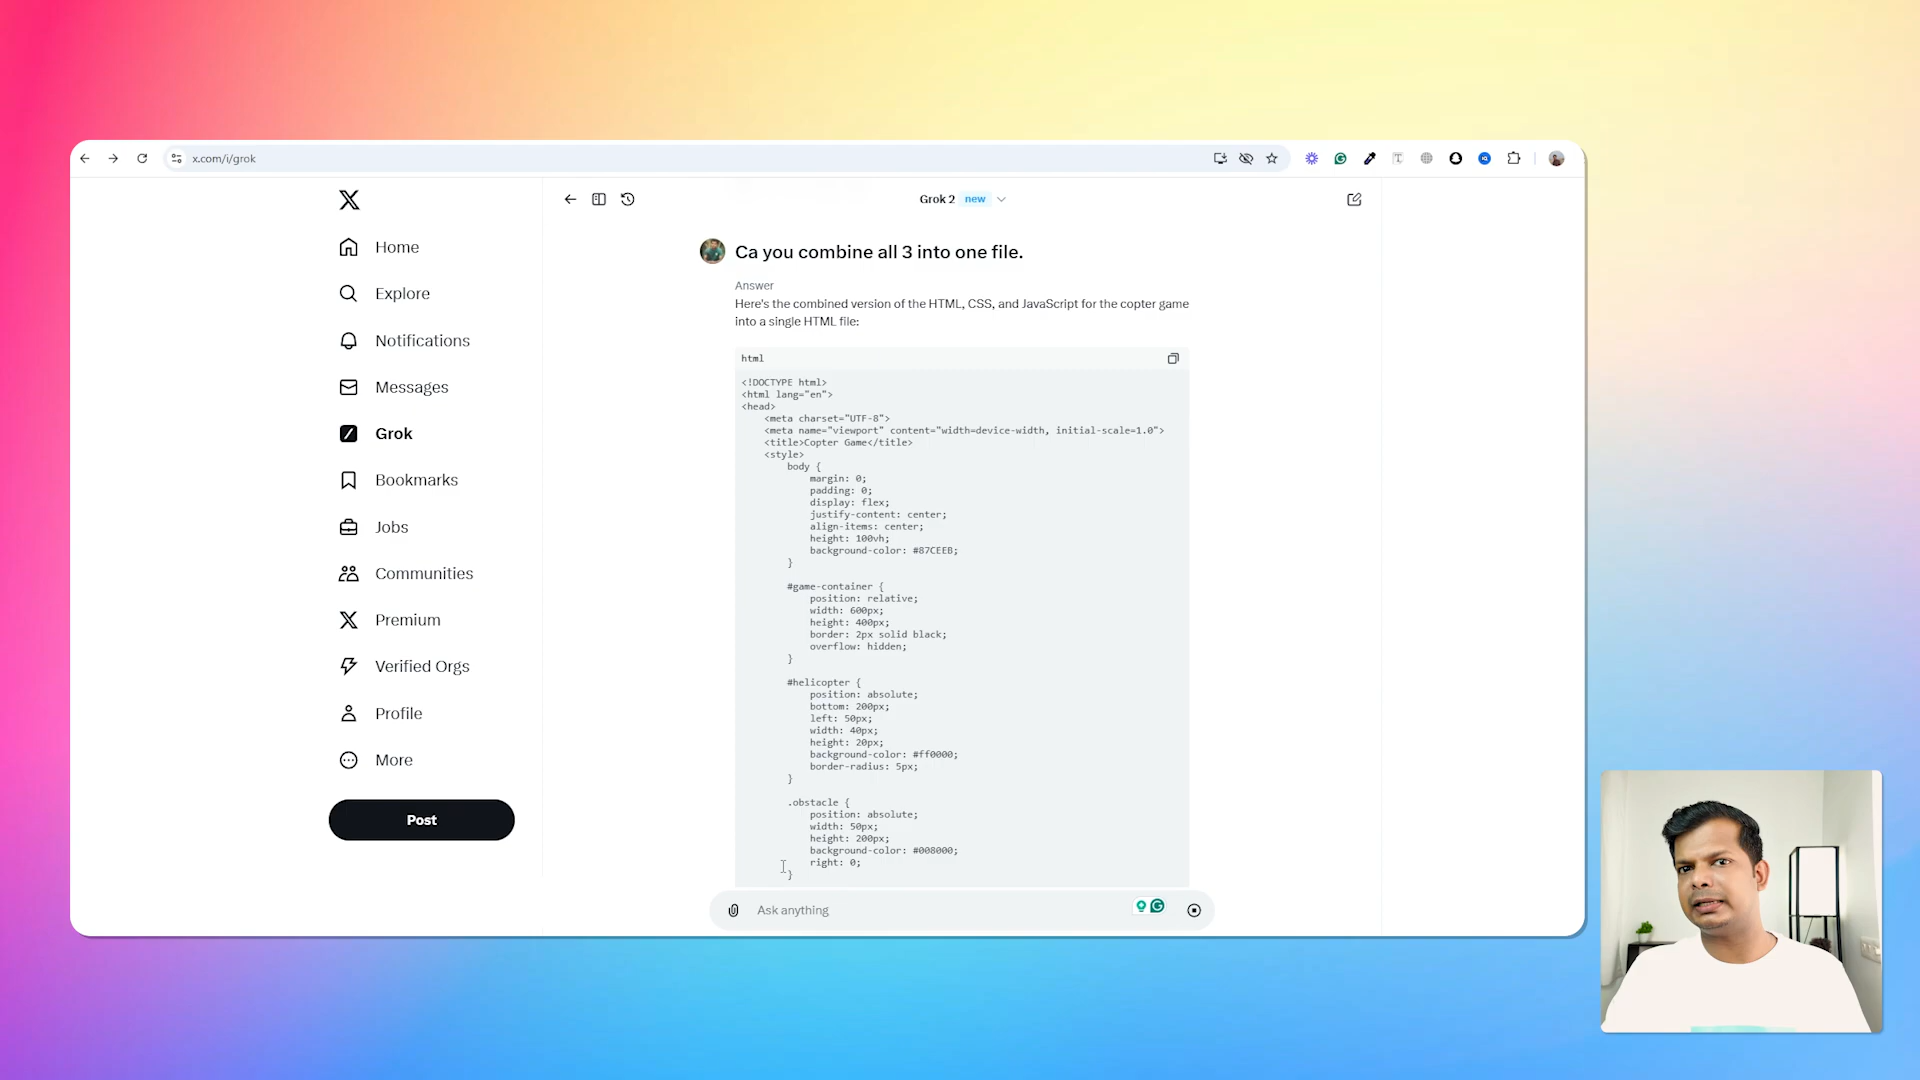 x.com/i/grok
Home
Explore
Notifications
Messages
Grok
Bookmarks
Jobs
Communities
Premium
Verified Orgs
Profile
More
Post
Grok 2 new
Ca you combine all 3 into one file.
Answer
Here's the combined version of the HTML, CSS, and JavaScript for the copter game
into a single HTML file:
html
<!DOCTYPE html>
<html lang="en">
<head>
    <meta charset="UTF-8">
    <meta name="viewport" content="width=device-width, initial-scale=1.0">
    <title>Copter Game</title>
    <style>
        body {
            margin: 0;
            padding: 0;
            display: flex;
            justify-content: center;
            align-items: center;
            height: 100vh;
            background-color: #87CEEB;
        }
        #game-container {
            position: relative;
            width: 600px;
            height: 400px;
            border: 2px solid black;
            overflow: hidden;
        }
        #helicopter {
            position: absolute;
            bottom: 200px;
            left: 50px;
            width: 40px;
            height: 20px;
            background-color: #ff0000;
            border-radius: 5px;
        }
        .obstacle {
            position: absolute;
            width: 50px;
            height: 200px;
            background-color: #008000;
            right: 0;
        }
Ask anything